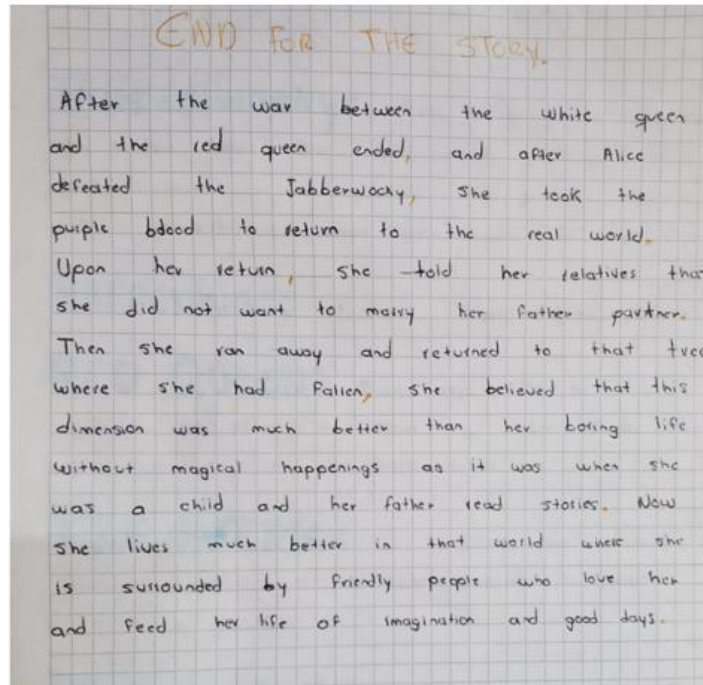 END FOR THE STORY.
After the war between the white queen
and the red queen ended, and after Alice
defeated the Jabberwocky, she took the
purple bdood to return to the real world.
Upon her return, she told her relatives that
she did not want to marry her father partner.
Then she ran away and returned to that tree
where she had fallen, she believed that this
dimension was much better than her boring life
without magical happenings as it was when she
was a child and her father read stories. Now
she lives much better in that world where she
is surrounded by friendly people who love her
and feed her life of imagination and good days.